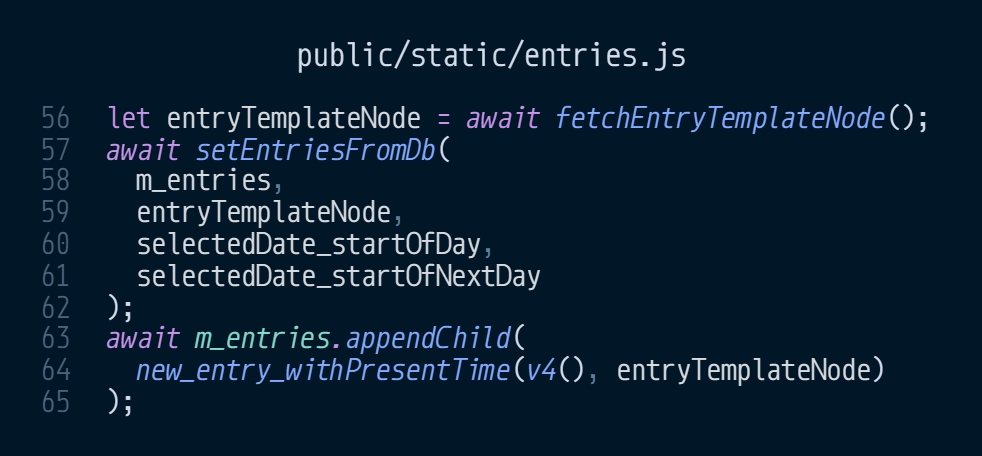 public/static/entries.js
56 let entryTemplateNode = await fetchEntryTemplateNode();
57 await setEntriesFromDb(
58   m_entries,
59   entryTemplateNode,
60   selectedDate_startOfDay,
61   selectedDate_startOfNextDay
62 );
63 await m_entries.appendChild(
64   new_entry_withPresentTime(v4(), entryTemplateNode)
65 );